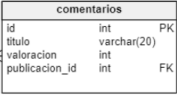 comentarios
id int PK
titulo varchar(20)
valoracion int
publicacion_id int FK